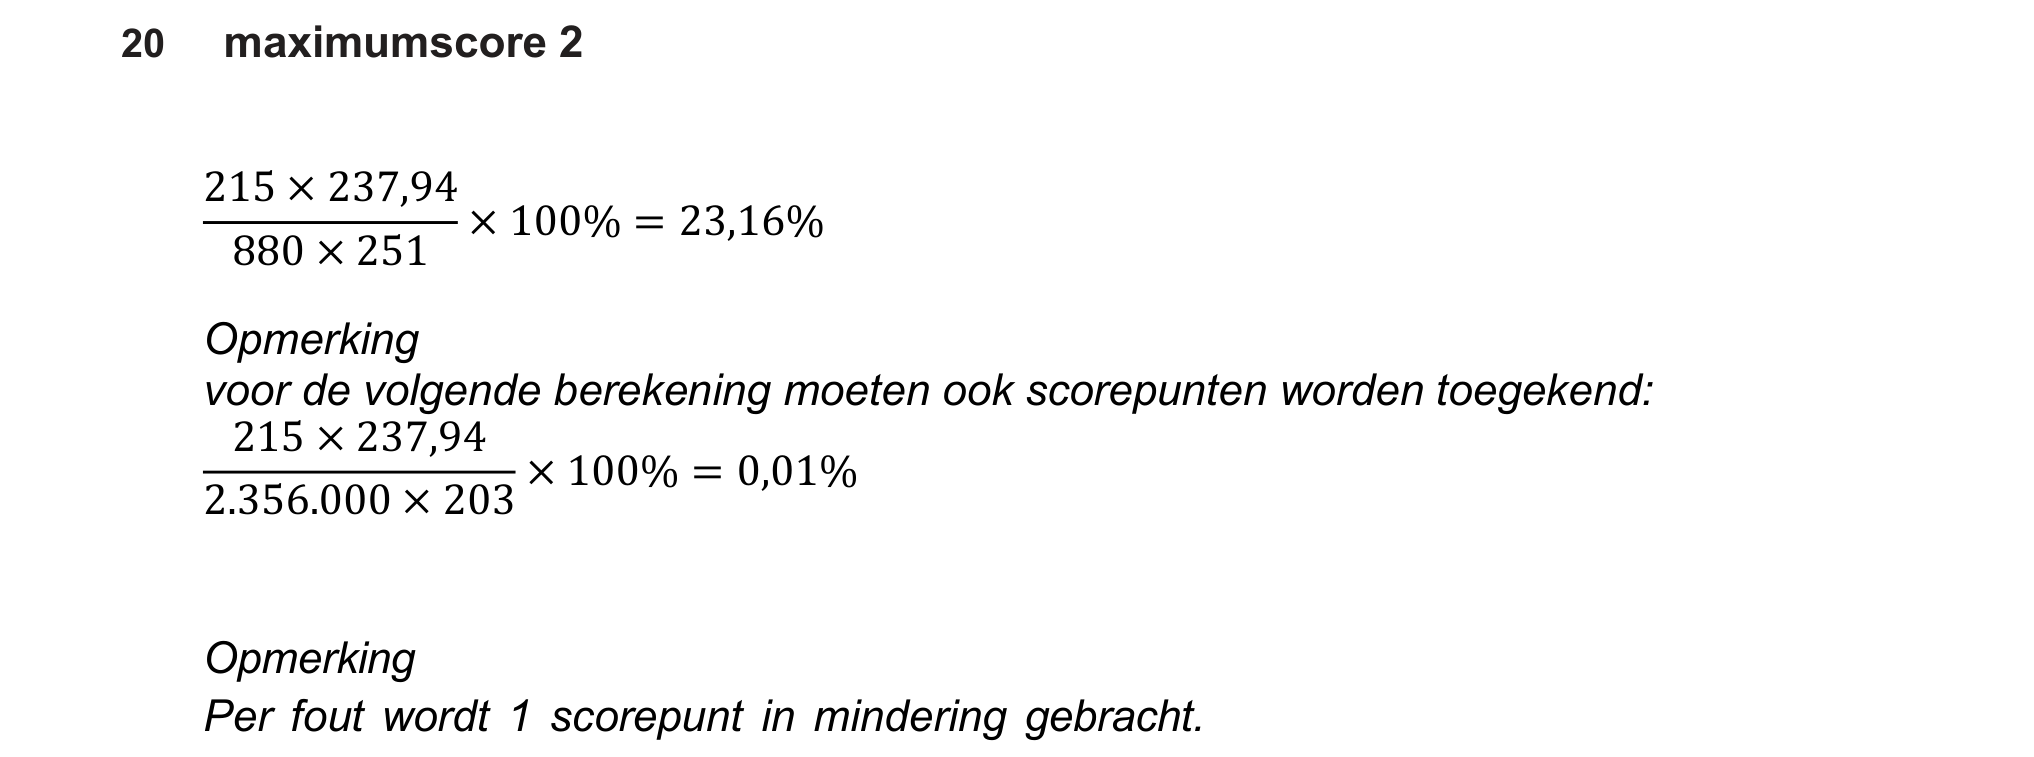 20 maximumscore 2
215 × 237,94
880 × 251
× 100% = 23,16%
Opmerking
voor de volgende berekening moeten ook scorepunten worden toegekend:
215 × 237,94
2.356.000 × 203
× 100% = 0,01%
Opmerking
Per fout wordt 1 scorepunt in mindering gebracht.